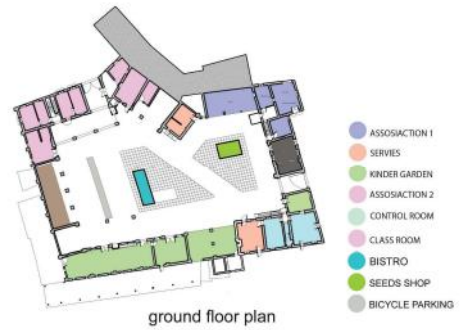 ASSOSIACTION 1
SERVIES
KINDER GARDEN
ASSOSIACTION 2
CONTROL ROOM
CLASS ROOM
BISTRO
SEEDS SHOP
BICYCLE PARKING
ground floor plan